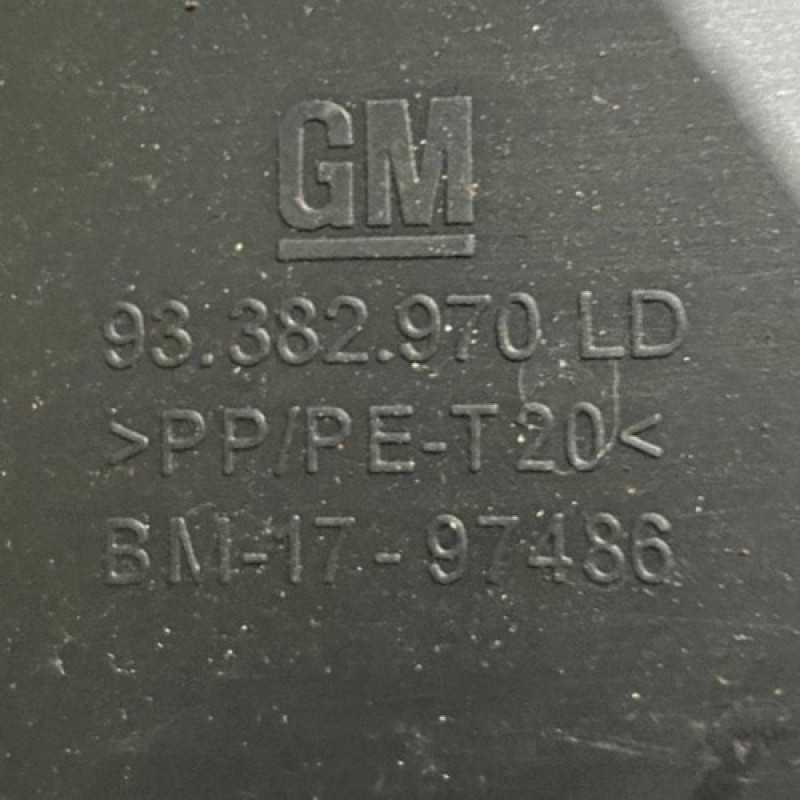 GM
93.382.970 LD
>PP/PE-T20<
BM-17-97486